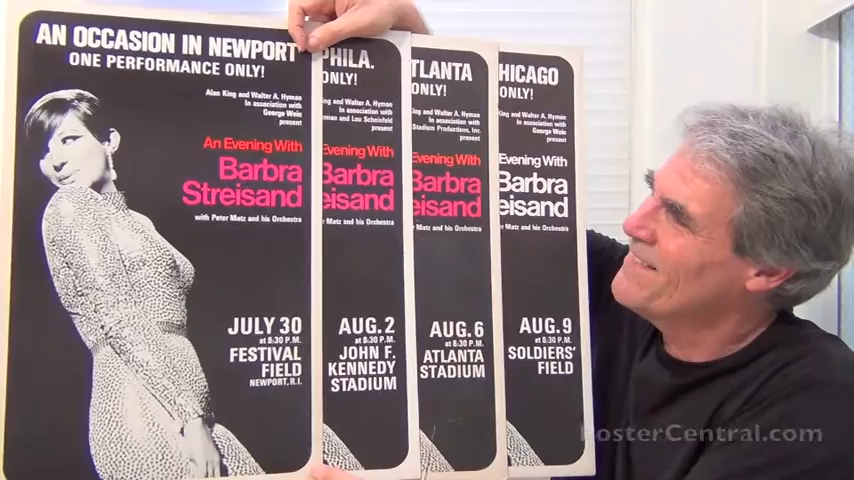 AN OCCASION IN NEWPORT
ONE PERFORMANCE ONLY!
Alan King and Walter A. Hyman
in association with
George Wein
present
An Evening With
Barbra
Streisand
with Peter Matz and his Orchestra
JULY 30
at 8:30 P.M.
FESTIVAL
FIELD
NEWPORT, R.I.
PHILA.
ONLY!
ing and Walter A. Hyman
in association with
man and Lou Scheinfeld
present
Evening With
Barbra
eisand
r Matz and his Orchestra
AUG. 2
at 8:30 P.M.
JOHN F.
KENNEDY
STADIUM
TLANTA
ONLY!
ing and Walter A. Hyman
in association with
Stadium Productions, Inc.
present
Evening With
Barbra
eisand
r Matz and his Orchestra
AUG. 6
at 8:30 P.M.
ATLANTA
STADIUM
HICAGO
ONLY!
ing and Walter A. Hyman
in association with
George Wein
present
Evening With
Barbra
eisand
r Matz and his Orchestra
AUG. 9
at 8:30 P.M.
SOLDIERS'
FIELD
PosterCentral.com